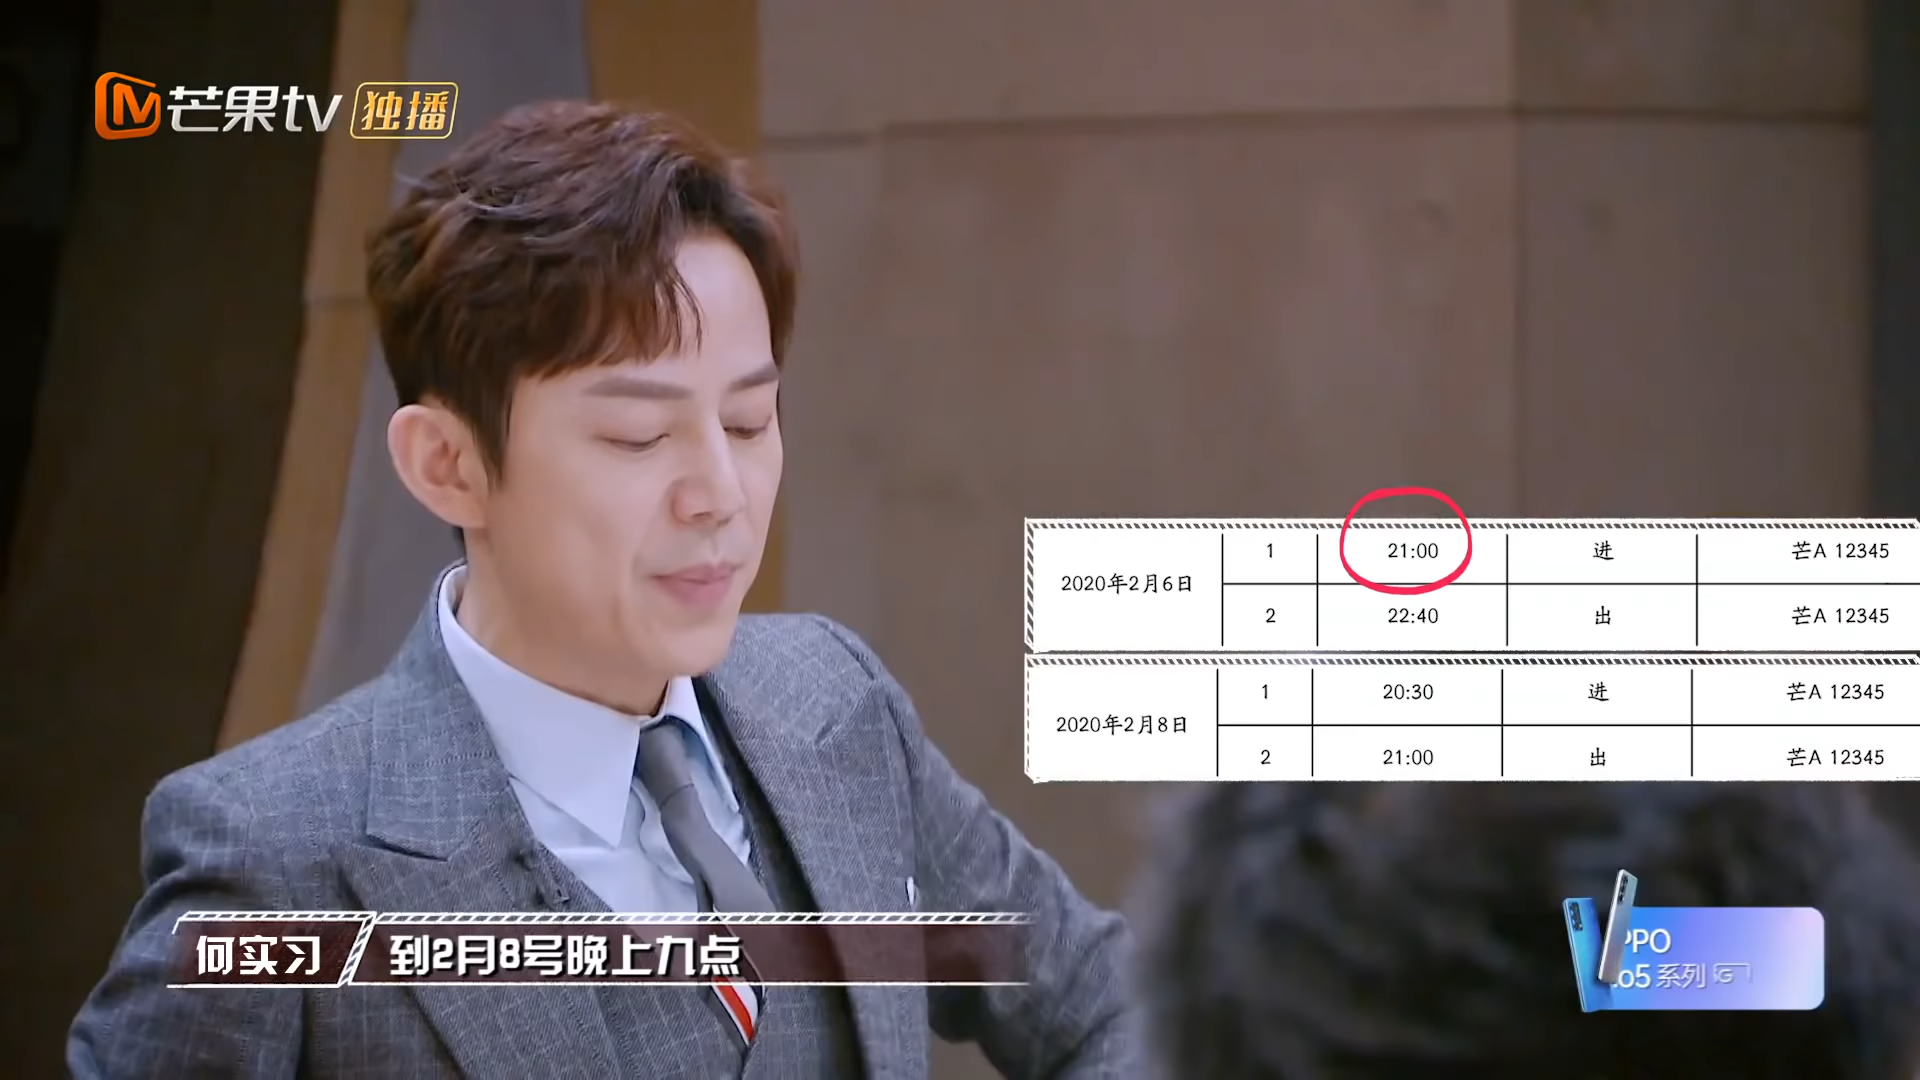 芒果tv 独播
2020年2月6日 1 21:00 进 芒A 12345
2 22:40 出 芒A 12345
2020年2月8日 1 20:30 进 芒A 12345
2 21:00 出 芒A 12345
何实习 到2月8号晚上九点
PPO
o5系列 5G